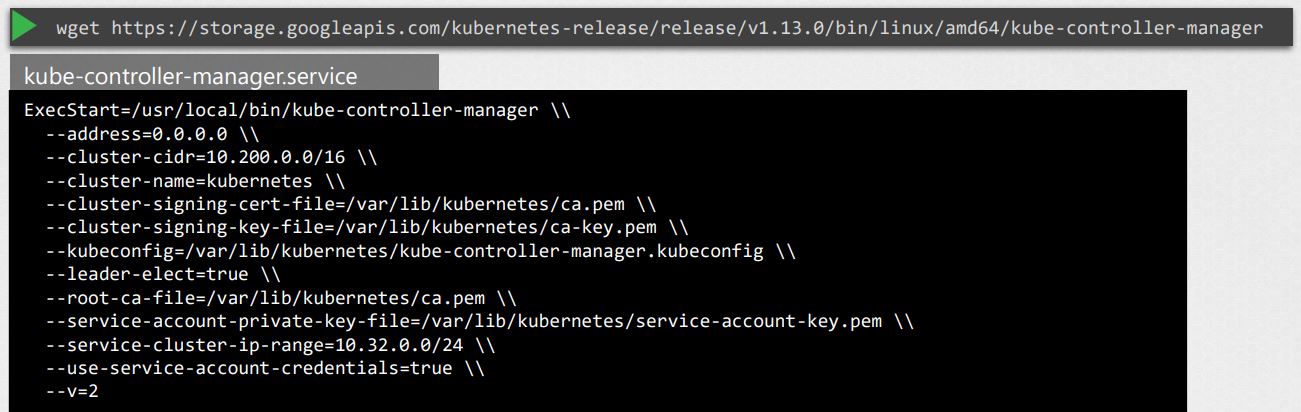 wget https://storage.googleapis.com/kubernetes-release/release/v1.13.0/bin/linux/amd64/kube-controller-manager
kube-controller-manager.service
ExecStart=/usr/local/bin/kube-controller-manager \\
--address=0.0.0.0 \\
--cluster-cidr=10.200.0.0/16 \\
--cluster-name=kubernetes \\
--cluster-signing-cert-file=/var/lib/kubernetes/ca.pem \\
--cluster-signing-key-file=/var/lib/kubernetes/ca-key.pem \\
--kubeconfig=/var/lib/kubernetes/kube-controller-manager.kubeconfig \\
--leader-elect=true \\
--root-ca-file=/var/lib/kubernetes/ca.pem \\
--service-account-private-key-file=/var/lib/kubernetes/service-account-key.pem \\
--service-cluster-ip-range=10.32.0.0/24 \\
--use-service-account-credentials=true \\
--v=2